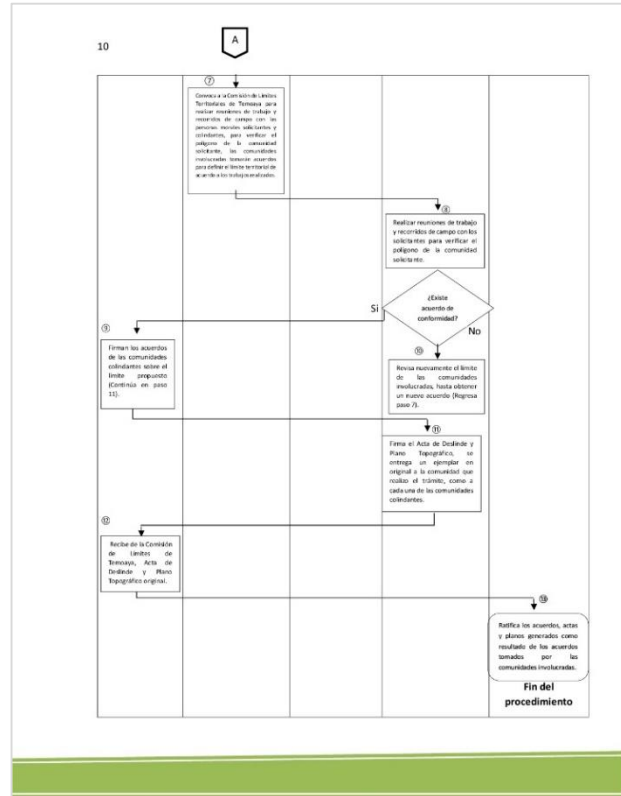 10
A
⑦
Convoca a la Comisión de Límites
Territoriales de Temoaya para
realizar reuniones de trabajo y
recorridos de campo con las
personas morales solicitantes y
colindantes, para verificar el
polígono de la comunidad
solicitante, las comunidades
involucradas tomarán acuerdos
para definir el límite territorial de
acuerdo a los trabajos realizados.
⑧
Realizar reuniones de trabajo
y recorridos de campo con los
solicitantes para verificar el
polígono de la comunidad
solicitante.
¿Existe
acuerdo de
conformidad?
Si
No
⑨
Firman los acuerdos
de las comunidades
colindantes sobre el
límite propuesto
(Continúa en paso
11).
⑩
Revisa nuevamente el límite
de las comunidades
involucradas, hasta obtener
un nuevo acuerdo (Regresa
paso 7).
⑪
Firma el Acta de Deslinde y
Plano Topográfico, se
entrega un ejemplar en
original a la comunidad que
realizo el trámite, como a
cada una de las comunidades
colindantes.
⑫
Recibe de la Comisión
de Límites de
Temoaya, Acta de
Deslinde y Plano
Topográfico original.
⑬
Ratifica los acuerdos, actas
y planos generados como
resultado de los acuerdos
tomados por las
comunidades involucradas.
Fin del
procedimiento